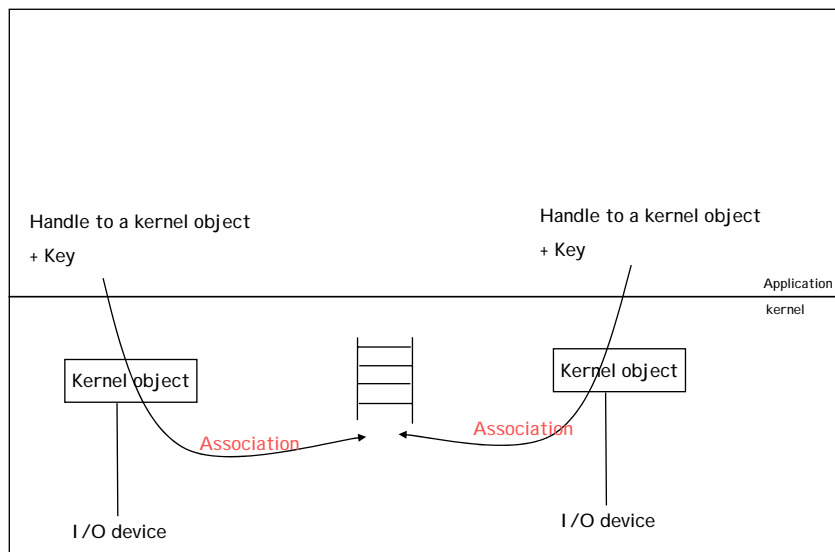 Handle to a kernel object
+ Key
Handle to a kernel object
+ Key
Application
kernel
Kernel object
Kernel object
Association
Association
I/O device
I/O device